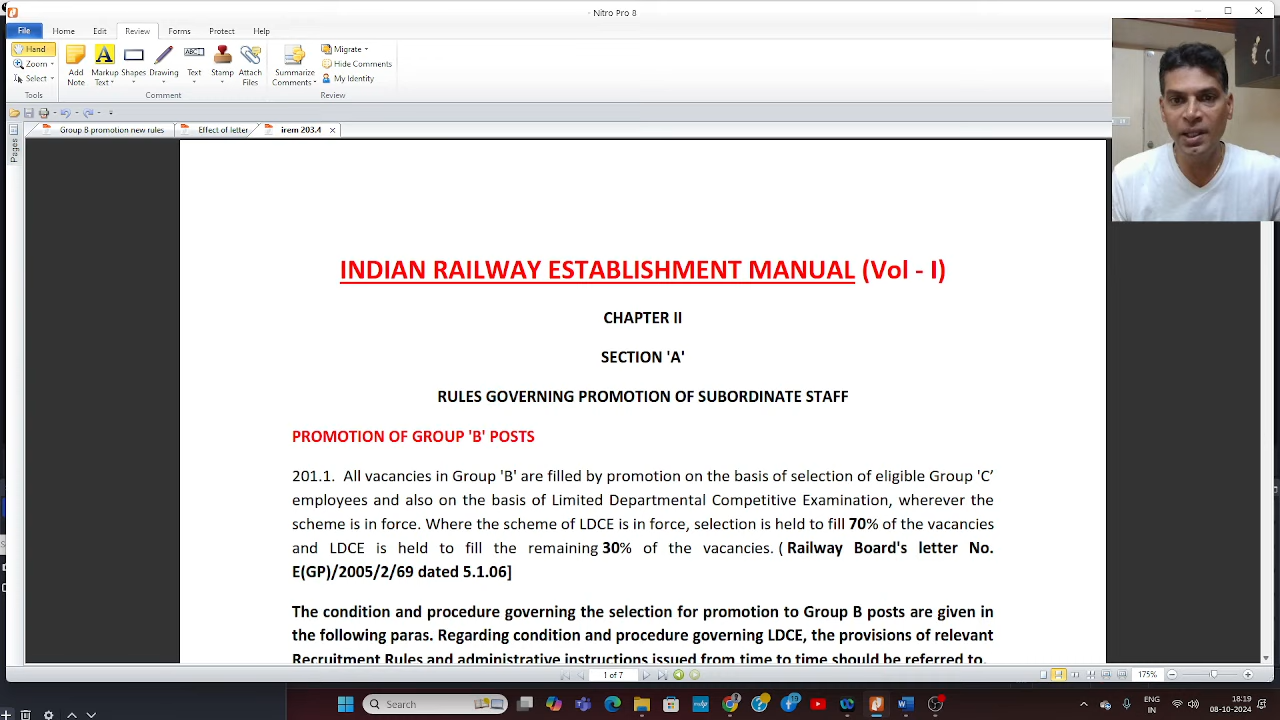 - Nitro Pro 8
File Home Edit Review Forms Protect Help
Hand
Zoom
Select
Tools
Add Note
Markup Text
Shapes
Drawing
Text
Stamp
Attach Files
Comment
Summarize Comments
Migrate
Hide Comments
My Identity
Review
Group B promotion new rules
Effect of letter
irem 203.4
Pages
INDIAN RAILWAY ESTABLISHMENT MANUAL (Vol - I)
CHAPTER II
SECTION 'A'
RULES GOVERNING PROMOTION OF SUBORDINATE STAFF
PROMOTION OF GROUP 'B' POSTS
201.1. All vacancies in Group 'B' are filled by promotion on the basis of selection of eligible Group 'C’
employees and also on the basis of Limited Departmental Competitive Examination, wherever the
scheme is in force. Where the scheme of LDCE is in force, selection is held to fill 70% of the vacancies
and LDCE is held to fill the remaining 30% of the vacancies. ( Railway Board's letter No.
E(GP)/2005/2/69 dated 5.1.06]
The condition and procedure governing the selection for promotion to Group B posts are given in
the following paras. Regarding condition and procedure governing LDCE, the provisions of relevant
Recruitment Rules and administrative instructions issued from time to time should be referred to.
1 of 7
175%
Search
ENG
IN
18:19
08-10-2024